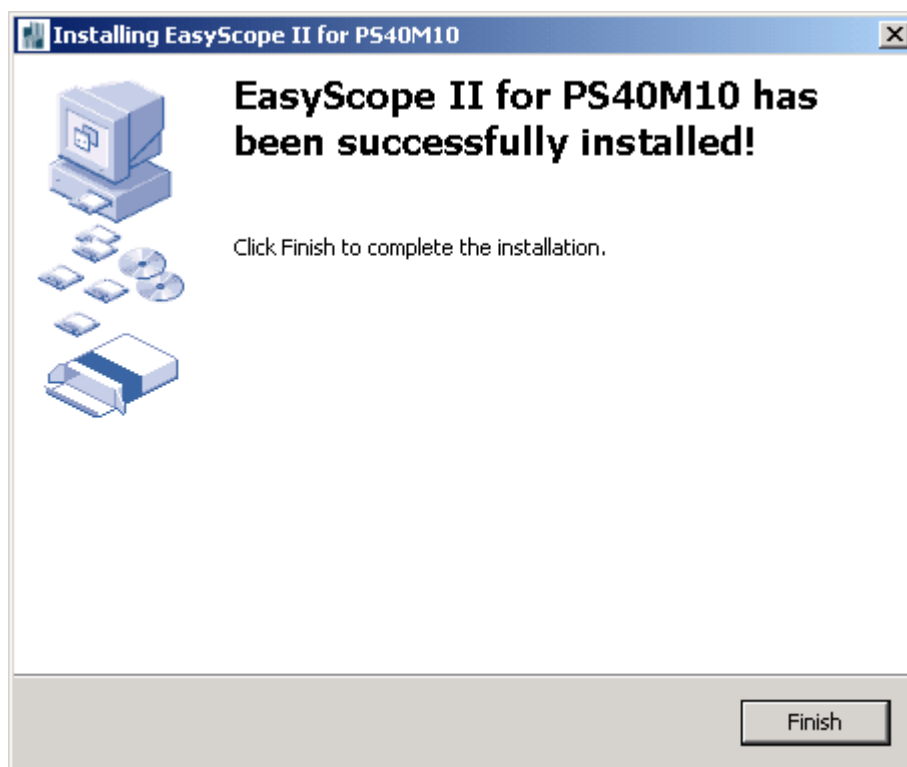 Installing EasyScope II for PS40M10
EasyScope II for PS40M10 has
been successfully installed!
Click Finish to complete the installation.
Finish